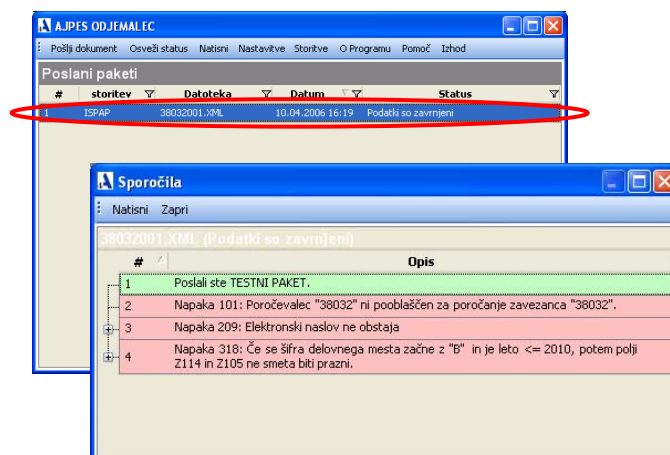 AJPES ODJEMALEC
Pošlji dokument Osveži status Natisni Nastavitve Storitve O Programu Pomoč Izhod
Poslani paketi
# storitev Datoteka Datum Status
1 ISPAP 38032001.XML 10.04.2006 16:19 Podatki so zavrnjeni
Sporočila
Natisni Zapri
38032001.XML (Podatki so zavrnjeni)
# Opis
1 Poslali ste TESTNI PAKET.
2 Napaka 101: Poročevalec "38032" ni pooblaščen za poročanje zavezanca "38032".
3 Napaka 209: Elektronski naslov ne obstaja
4 Napaka 318: Če se šifra delovnega mesta začne z "B" in je leto <= 2010, potem polji
Z114 in Z105 ne smeta biti prazni.